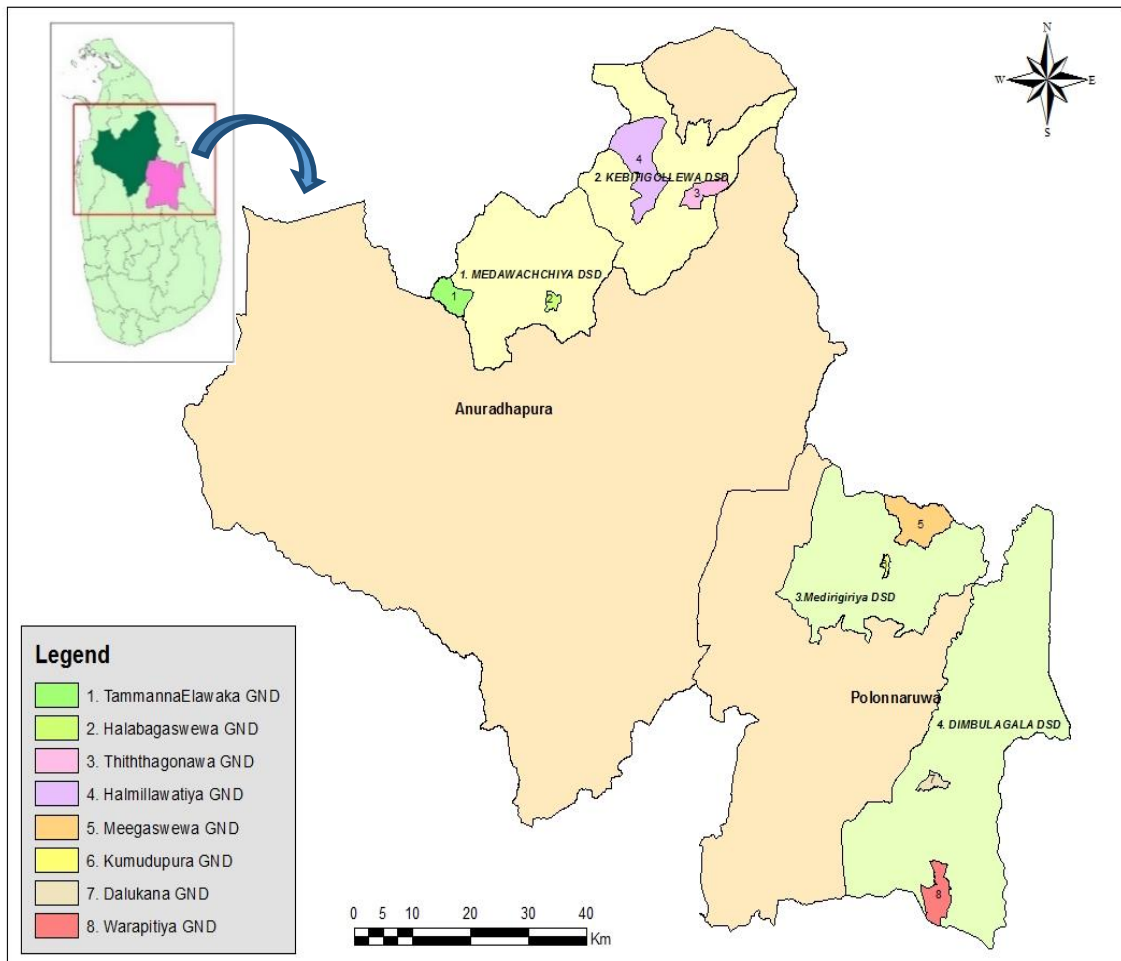 N
W
E
S
4
2. KEBITIGOLLEWA DSD
3
1. MEDAWACHCHIYA DSD
1
2
Anuradhapura
5
3.Medirigiriya DSD
Polonnaruwa
4. DIMBULAGALA DSD
7
8
Legend
1. TammannaElawaka GND
2. Halabagaswewa GND
3. Thiththagonawa GND
4. Halmillawatiya GND
5. Meegaswewa GND
6. Kumudupura GND
7. Dalukana GND
8. Warapitiya GND
0 5 10 20 30 40
Km